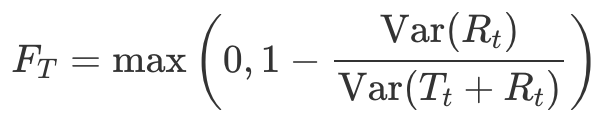 F_T = max(0, 1 − Var(R_t) / Var(T_t + R_t))